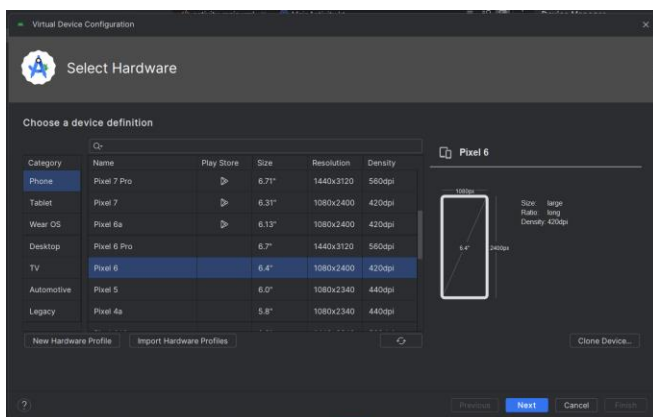 Virtual Device Configuration
Select Hardware
Choose a device definition
Category Name Play Store Size Resolution Density
Phone Pixel 7 Pro 6.71" 1440x3120 560dpi
Tablet Pixel 7 6.31" 1080x2400 420dpi
Wear OS Pixel 6a 6.13" 1080x2400 420dpi
Desktop Pixel 6 Pro 6.7" 1440x3120 560dpi
TV Pixel 6 6.4" 1080x2400 420dpi
Automotive Pixel 5 6.0" 1080x2340 440dpi
Legacy Pixel 4a 5.8" 1080x2340 440dpi
New Hardware Profile Import Hardware Profiles
Pixel 6
1080px
6.4" 2400px
Size: large
Ratio: long
Density: 420dpi
Clone Device...
? Previous Next Cancel Finish